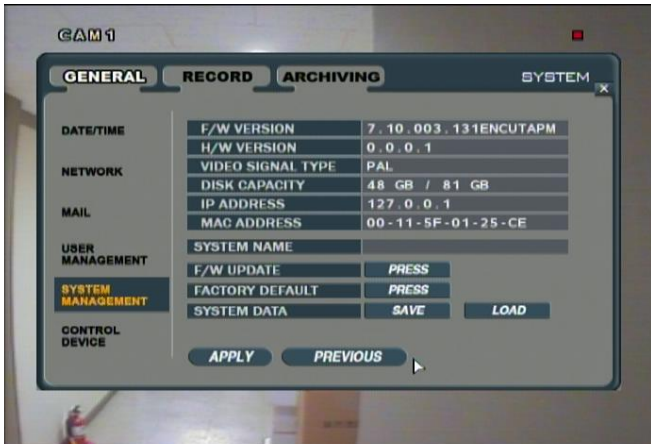 CAM 1
GENERAL RECORD ARCHIVING SYSTEM
DATE/TIME
NETWORK
MAIL
USER
MANAGEMENT
SYSTEM
MANAGEMENT
CONTROL
DEVICE
F/W VERSION 7.10.003.131ENCUTAPM
H/W VERSION 0.0.0.1
VIDEO SIGNAL TYPE PAL
DISK CAPACITY 48 GB / 81 GB
IP ADDRESS 127.0.0.1
MAC ADDRESS 00-11-5F-01-25-CE
SYSTEM NAME
F/W UPDATE PRESS
FACTORY DEFAULT PRESS
SYSTEM DATA SAVE LOAD
APPLY PREVIOUS